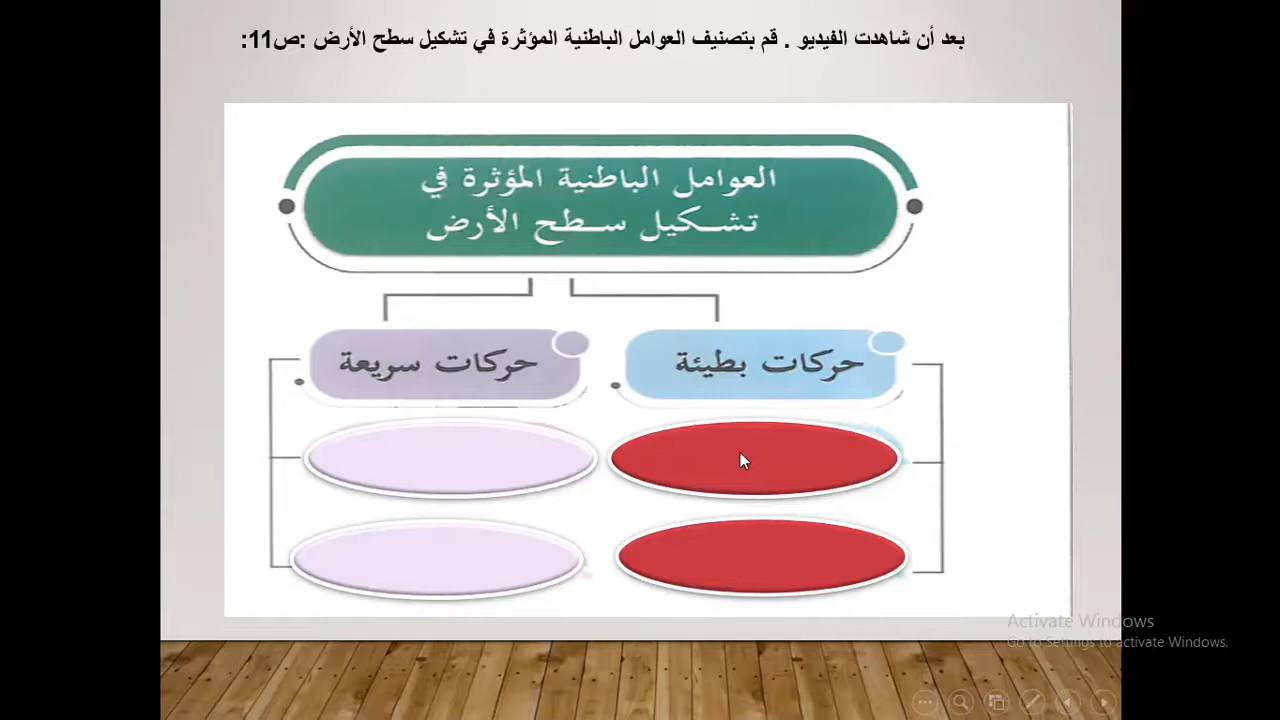 بعد أن شاهدت الفيديو . قم بتصنيف العوامل الباطنية المؤثرة في تشكيل سطح الأرض :ص11:
العوامل الباطنية المؤثرة في
تشكيل سطح الأرض
حركات بطيئة
حركات سريعة
Activate Windows
Go to Settings to activate Windows.